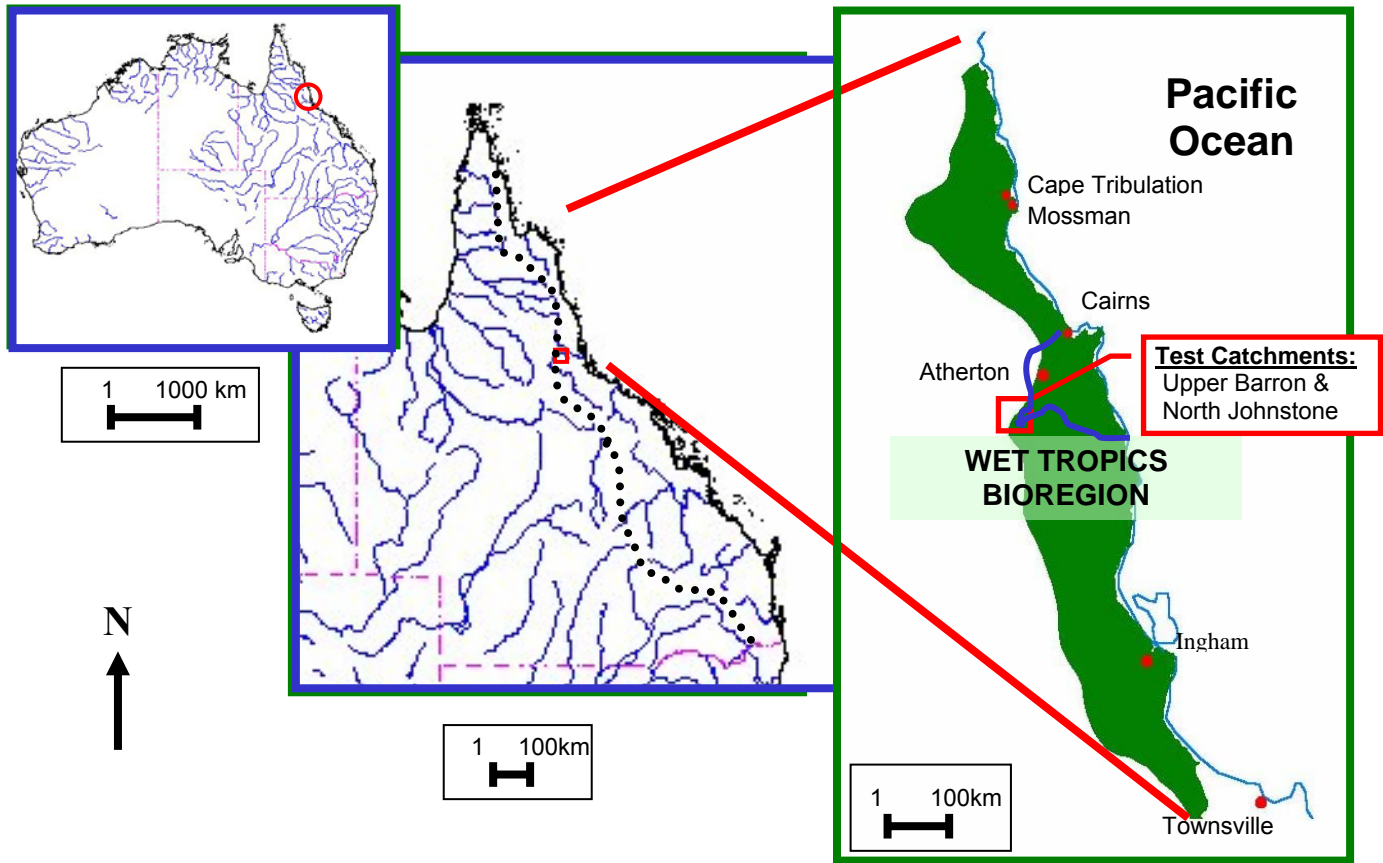 Pacific
Ocean
Cape Tribulation
Mossman
Cairns
Atherton
Test Catchments:
Upper Barron &
North Johnstone
WET TROPICS
BIOREGION
Ingham
Townsville
1 1000 km
N
1 100km
1 100km